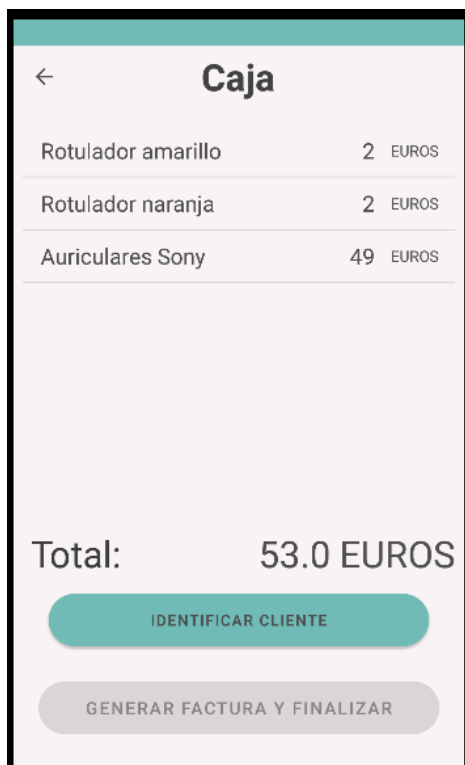 Caja
Rotulador amarillo 2 EUROS
Rotulador naranja 2 EUROS
Auriculares Sony 49 EUROS
Total: 53.0 EUROS
IDENTIFICAR CLIENTE
GENERAR FACTURA Y FINALIZAR